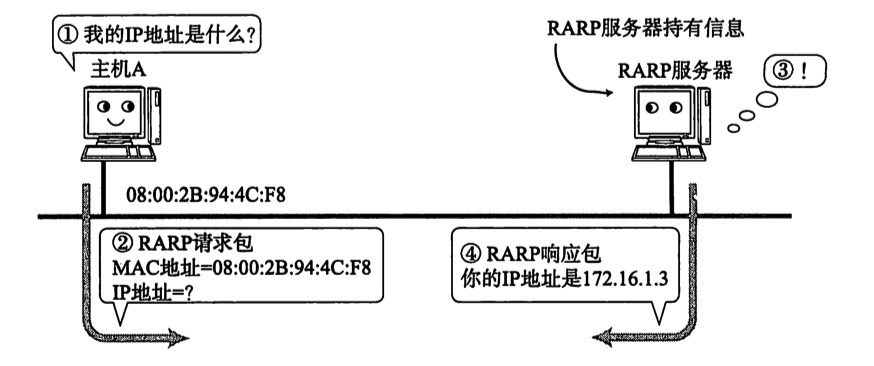 ① 我的IP地址是什么?
主机A
RARP服务器持有信息
RARP服务器
③ !
08:00:2B:94:4C:F8
② RARP请求包
MAC地址=08:00:2B:94:4C:F8
IP地址=?
④ RARP响应包
你的IP地址是172.16.1.3